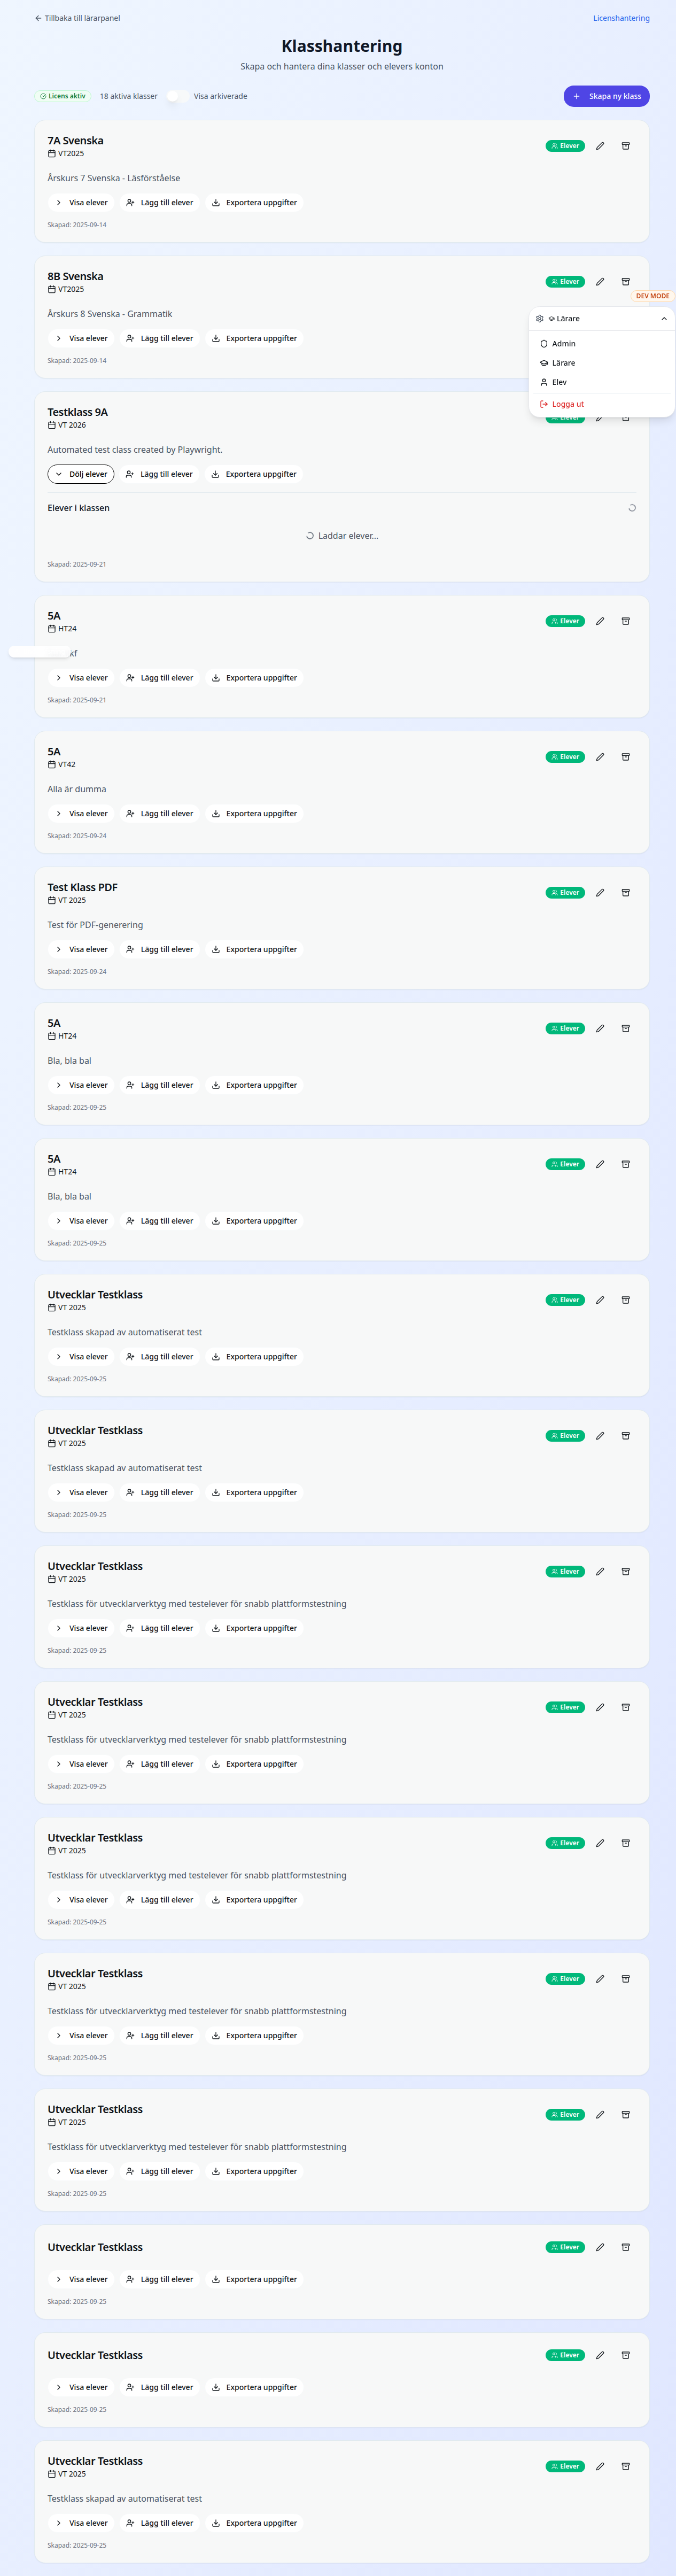 Tillbaka till lärarpanel
Licenshantering
Klasshantering
Skapa och hantera dina klasser och elevers konton
Licens aktiv
18 aktiva klasser
Visa arkiverade
Skapa ny klass
7A Svenska
Elever
VT2025
Årskurs 7 Svenska - Läsförståelse
Visa elever
Lägg till elever
Exportera uppgifter
Skapad: 2025-09-14
8B Svenska
Elever
VT2025
DEV MODE
Årskurs 8 Svenska - Grammatik
Lärare
Visa elever
Lägg till elever
Exportera uppgifter
Admin
Skapad: 2025-09-14
Lärare
Elev
Logga ut
Testklass 9A
VT 2026
Automated test class created by Playwright.
Dölj elever
Lägg till elever
Exportera uppgifter
Elever i klassen
Laddar elever...
Skapad: 2025-09-21
5A
Elever
HT24
Visa elever
Lägg till elever
Exportera uppgifter
Skapad: 2025-09-21
5A
Elever
VT42
Alla är dumma
Visa elever
Lägg till elever
Exportera uppgifter
Skapad: 2025-09-24
Test Klass PDF
Elever
VT 2025
Test för PDF-generering
Visa elever
Lägg till elever
Exportera uppgifter
Skapad: 2025-09-24
5A
Elever
HT24
Bla, bla bal
Visa elever
Lägg till elever
Exportera uppgifter
Skapad: 2025-09-25
5A
Elever
HT24
Bla, bla bal
Visa elever
Lägg till elever
Exportera uppgifter
Skapad: 2025-09-25
Utvecklar Testklass
Elever
VT 2025
Testklass skapad av automatiserat test
Visa elever
Lägg till elever
Exportera uppgifter
Skapad: 2025-09-25
Utvecklar Testklass
Elever
VT 2025
Testklass skapad av automatiserat test
Visa elever
Lägg till elever
Exportera uppgifter
Skapad: 2025-09-25
Utvecklar Testklass
Elever
VT 2025
Testklass för utvecklarverktyg med testelever för snabb plattformstestning
Visa elever
Lägg till elever
Exportera uppgifter
Skapad: 2025-09-25
Utvecklar Testklass
Elever
VT 2025
Testklass för utvecklarverktyg med testelever för snabb plattformstestning
Visa elever
Lägg till elever
Exportera uppgifter
Skapad: 2025-09-25
Utvecklar Testklass
Elever
VT 2025
Testklass för utvecklarverktyg med testelever för snabb plattformstestning
Visa elever
Lägg till elever
Exportera uppgifter
Skapad: 2025-09-25
Utvecklar Testklass
Elever
VT 2025
Testklass för utvecklarverktyg med testelever för snabb plattformstestning
Visa elever
Lägg till elever
Exportera uppgifter
Skapad: 2025-09-25
Utvecklar Testklass
Elever
VT 2025
Testklass för utvecklarverktyg med testelever för snabb plattformstestning
Visa elever
Lägg till elever
Exportera uppgifter
Skapad: 2025-09-25
Utvecklar Testklass
Elever
Visa elever
Lägg till elever
Exportera uppgifter
Skapad: 2025-09-25
Utvecklar Testklass
Elever
Visa elever
Lägg till elever
Exportera uppgifter
Skapad: 2025-09-25
Utvecklar Testklass
Elever
VT 2025
Testklass skapad av automatiserat test
Visa elever
Lägg till elever
Exportera uppgifter
Skapad: 2025-09-25